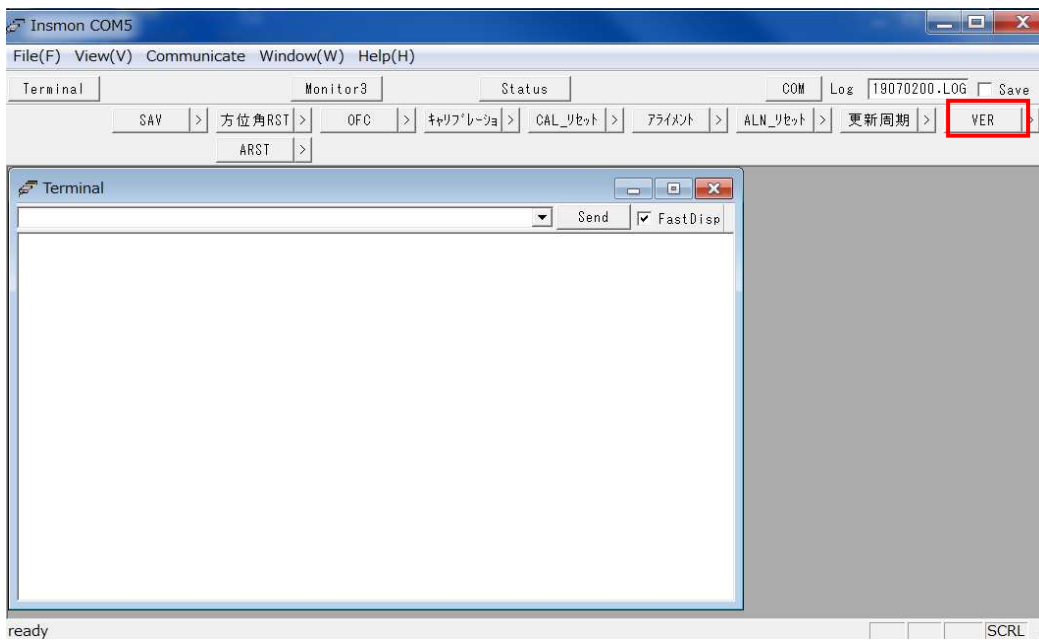 Insmon COM5
File(F) View(V) Communicate Window(W) Help(H)
Terminal Monitor3 Status COM Log 19070200.LOG Save
SAV > 方位角RST > OFC > ｷｬﾘﾌﾞﾚｰｼｮ > CAL_ﾘｾｯﾄ > ｱﾗｲﾒﾝﾄ > ALN_ﾘｾｯﾄ > 更新周期 > VER >
ARST >
Terminal
Send FastDisp
ready SCRL